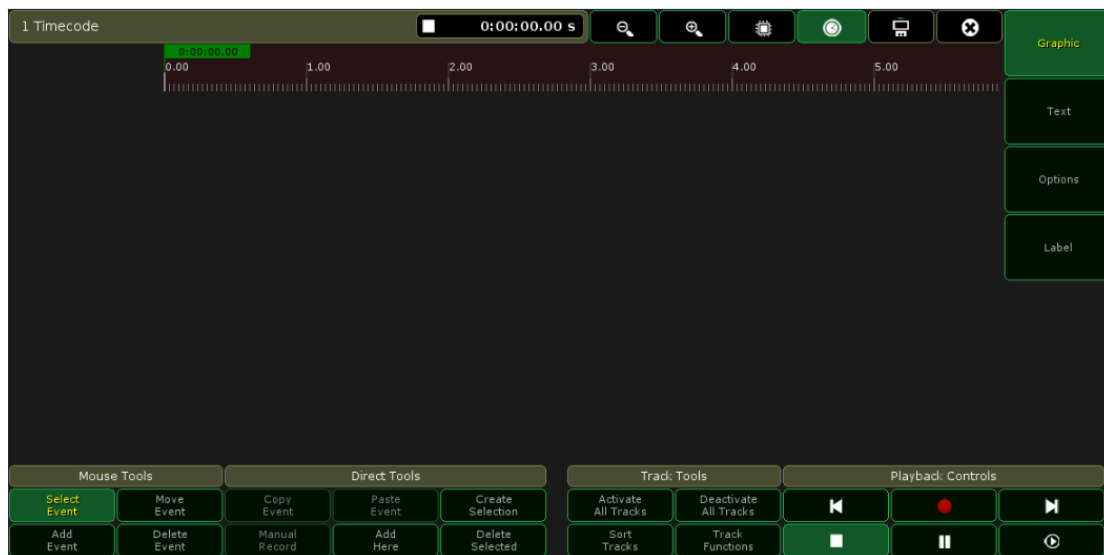 1 Timecode
0:00:00.00 s
Graphic
0:00:00.00
0.00 1.00 2.00 3.00 4.00 5.00
Text
Options
Label
Mouse Tools
Direct Tools
Track Tools
Playback Controls
Select
Event
Move
Event
Copy
Event
Paste
Event
Create
Selection
Activate
All Tracks
Deactivate
All Tracks
Add
Event
Delete
Event
Manual
Record
Add
Here
Delete
Selected
Sort
Tracks
Track
Functions